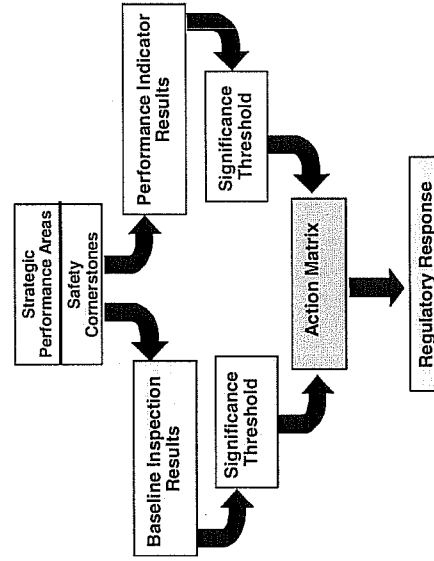 Strategic
Performance Areas
Safety
Cornerstones
Baseline Inspection
Results
Performance Indicator
Results
Significance
Threshold
Significance
Threshold
Action Matrix
Regulatory Response